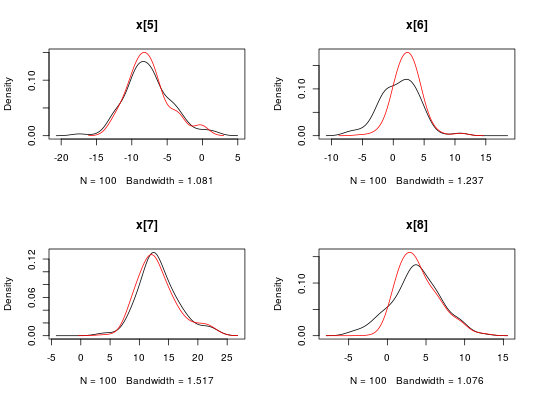 x[5]
Density
0.00 0.10
-20 -15 -10 -5 0 5
N = 100 Bandwidth = 1.081
x[6]
Density
0.00 0.10
-10 -5 0 5 10 15
N = 100 Bandwidth = 1.237
x[7]
Density
0.00 0.06 0.12
-5 0 5 10 15 20 25
N = 100 Bandwidth = 1.517
x[8]
Density
0.00 0.10
-5 0 5 10 15
N = 100 Bandwidth = 1.076